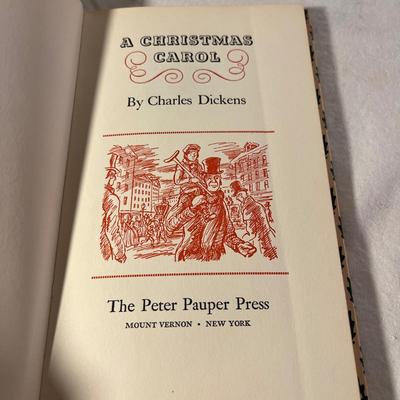 A CHRISTMAS
CAROL
By Charles Dickens
The Peter Pauper Press
MOUNT VERNON • NEW YORK